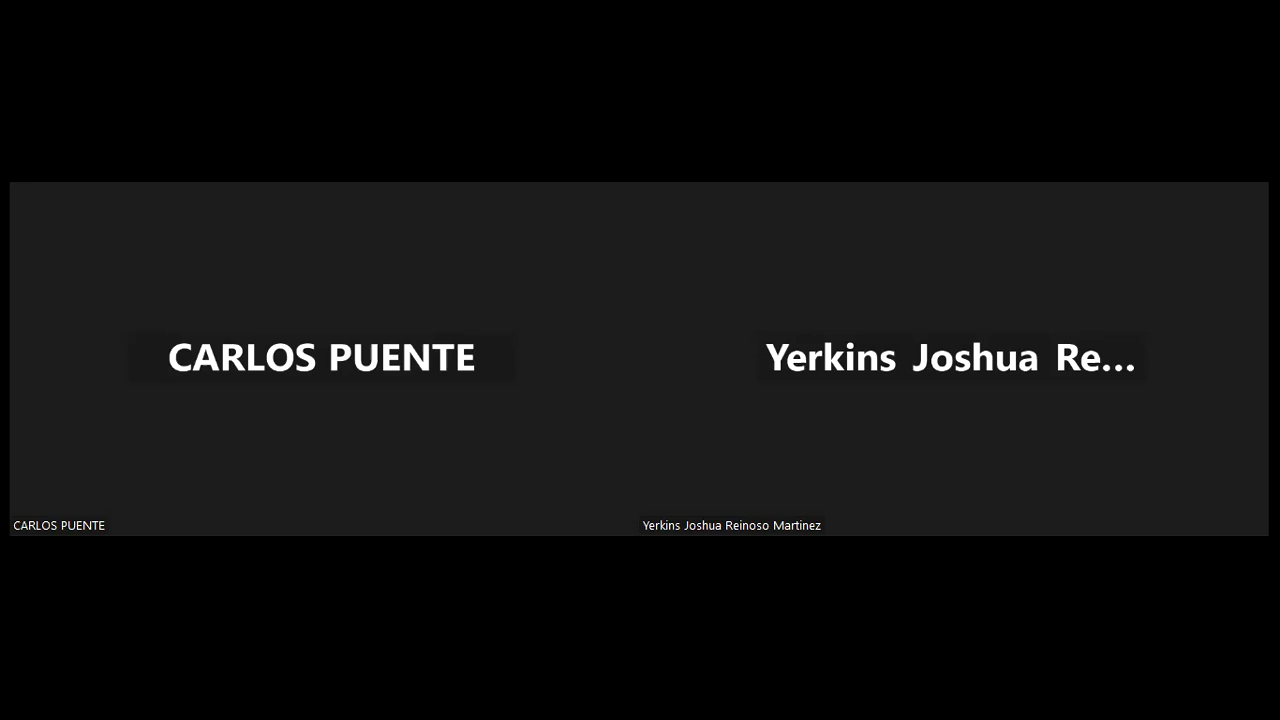 CARLOS PUENTE
Yerkins Joshua Re...
CARLOS PUENTE
Yerkins Joshua Reinoso Martinez